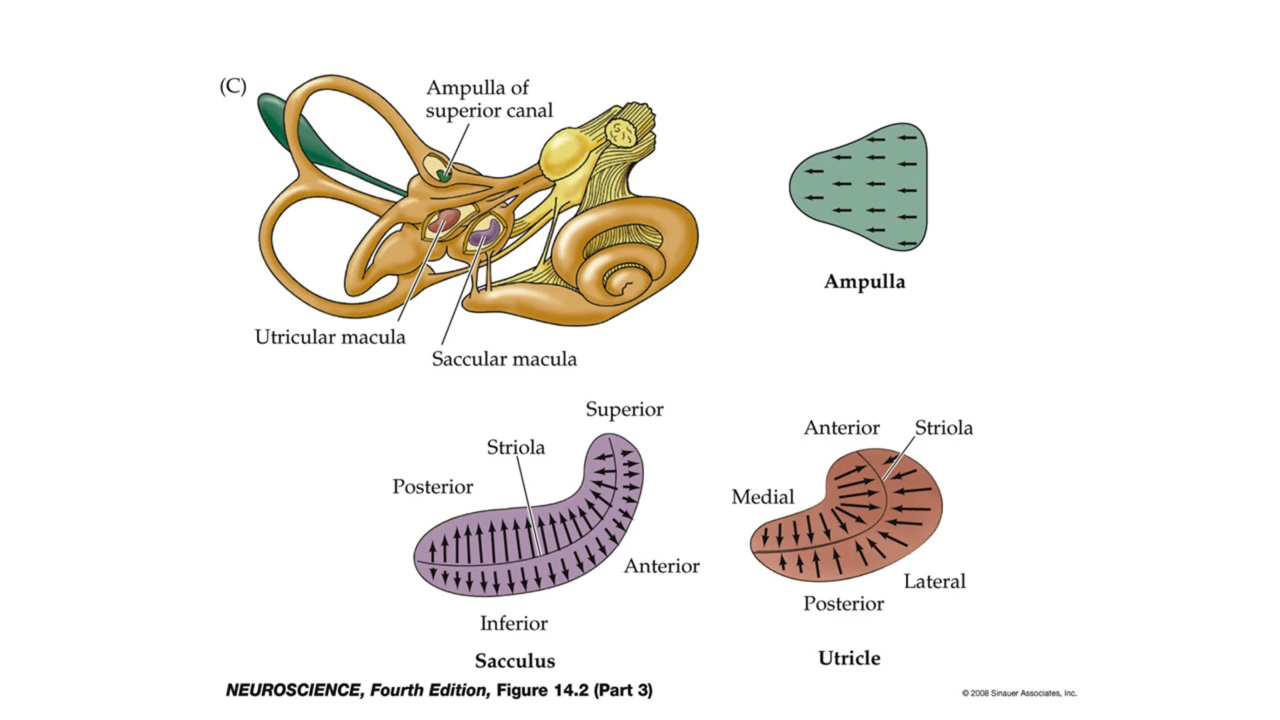 (C)
Ampulla of
superior canal
Utricular macula
Saccular macula
Ampulla
Superior
Striola
Posterior
Anterior
Inferior
Sacculus
Anterior
Striola
Medial
Lateral
Posterior
Utricle
NEUROSCIENCE, Fourth Edition, Figure 14.2 (Part 3)
© 2008 Sinauer Associates, Inc.